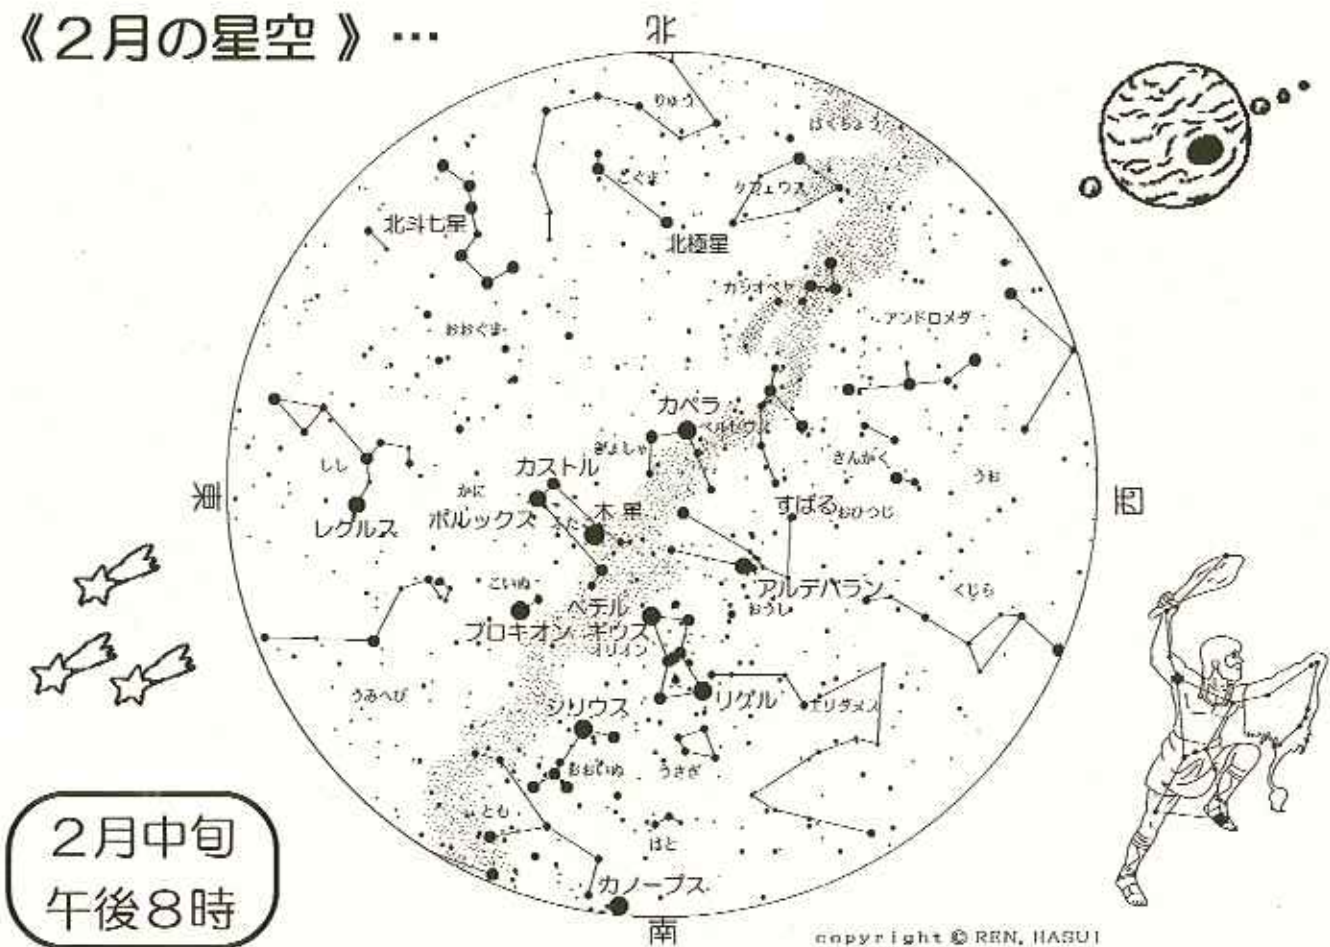 《２月の星空 》…
北
りゅう
はくちょう
こぐま
ケフェウス
北斗七星
北極星
カシオペヤ
アンドロメダ
おおぐま
カペラ
ペルセウス
ぎょしゃ
さんかく
しし
カストル
うお
東
西
かに
木星
すばる
おひつじ
レグルス
ポルックス
ふたご
こいぬ
アルデバラン
くじら
ベテル
おうし
プロキオン
ギウス
オリオン
うみへび
シリウス
リゲル
エリダヌス
おおいぬ
うさぎ
とも
２月中旬
はと
午後８時
カノープス
南
copyright © REN, HASUI